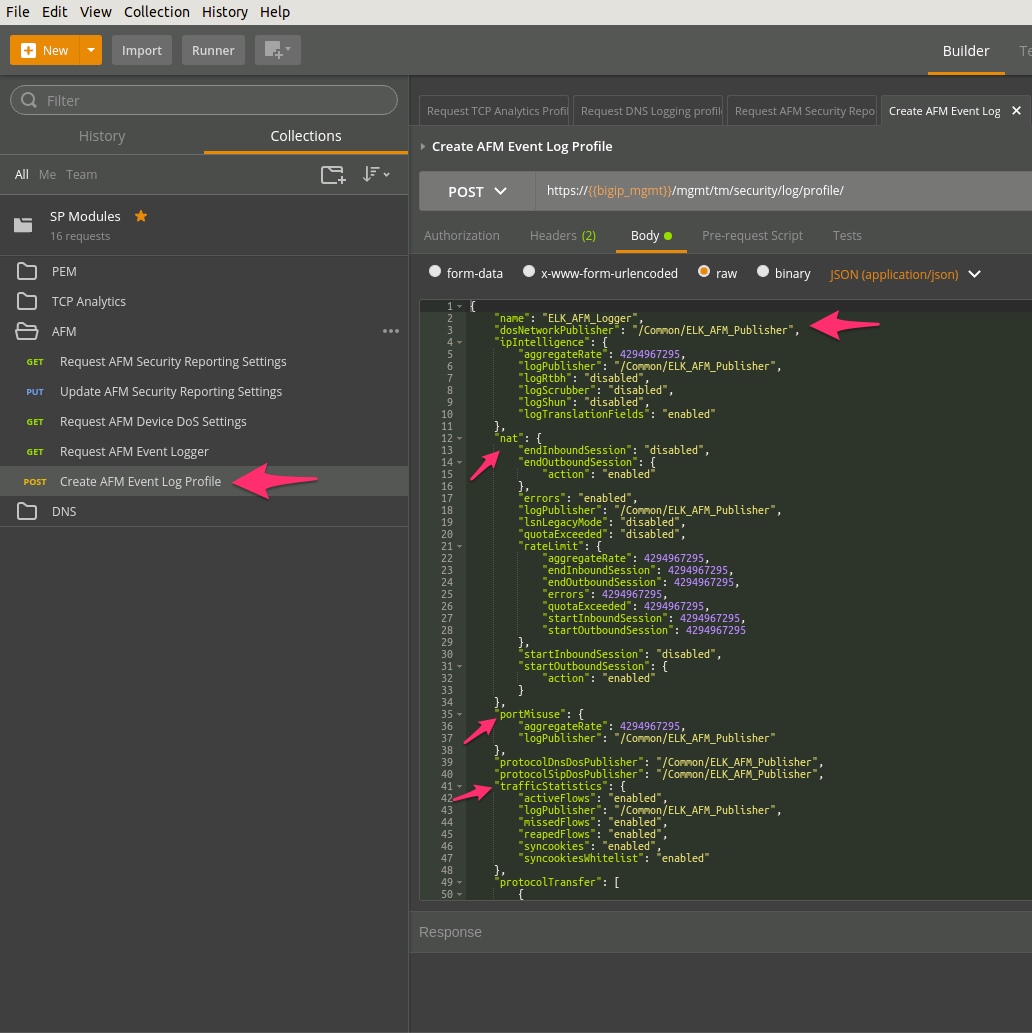 File Edit View Collection History Help
New Import Runner
Builder
Filter
History Collections
All Me Team
SP Modules
16 requests
PEM
TCP Analytics
AFM
GET Request AFM Security Reporting Settings
PUT Update AFM Security Reporting Settings
GET Request AFM Device DoS Settings
GET Request AFM Event Logger
POST Create AFM Event Log Profile
DNS
Request TCP Analytics Profi Request DNS Logging profil Request AFM Security Repo Create AFM Event Log
Create AFM Event Log Profile
POST https://{{bigip_mgmt}}/mgmt/tm/security/log/profile/
Authorization Headers (2) Body Pre-request Script Tests
form-data x-www-form-urlencoded raw binary JSON (application/json)
1 {
2 "name": "ELK_AFM_Logger",
3 "dosNetworkPublisher": "/Common/ELK_AFM_Publisher",
4 "ipIntelligence": {
5 "aggregateRate": 4294967295,
6 "logPublisher": "/Common/ELK_AFM_Publisher",
7 "logRtbh": "disabled",
8 "logScrubber": "disabled",
9 "logShun": "disabled",
10 "logTranslationFields": "enabled"
11 },
12 "nat": {
13 "endInboundSession": "disabled",
14 "endOutboundSession": {
15 "action": "enabled"
16 },
17 "errors": "enabled",
18 "logPublisher": "/Common/ELK_AFM_Publisher",
19 "lsnLegacyMode": "disabled",
20 "quotaExceeded": "disabled",
21 "rateLimit": {
22 "aggregateRate": 4294967295,
23 "endInboundSession": 4294967295,
24 "endOutboundSession": 4294967295,
25 "errors": 4294967295,
26 "quotaExceeded": 4294967295,
27 "startInboundSession": 4294967295,
28 "startOutboundSession": 4294967295
29 },
30 "startInboundSession": "disabled",
31 "startOutboundSession": {
32 "action": "enabled"
33 }
34 },
35 "portMisuse": {
36 "aggregateRate": 4294967295,
37 "logPublisher": "/Common/ELK_AFM_Publisher"
38 },
39 "protocolDnsDosPublisher": "/Common/ELK_AFM_Publisher",
40 "protocolSipDosPublisher": "/Common/ELK_AFM_Publisher",
41 "trafficStatistics": {
42 "activeFlows": "enabled",
43 "logPublisher": "/Common/ELK_AFM_Publisher",
44 "missedFlows": "enabled",
45 "reapedFlows": "enabled",
46 "syncookies": "enabled",
47 "syncookiesWhitelist": "enabled"
48 },
49 "protocolTransfer": [
50 {
Response